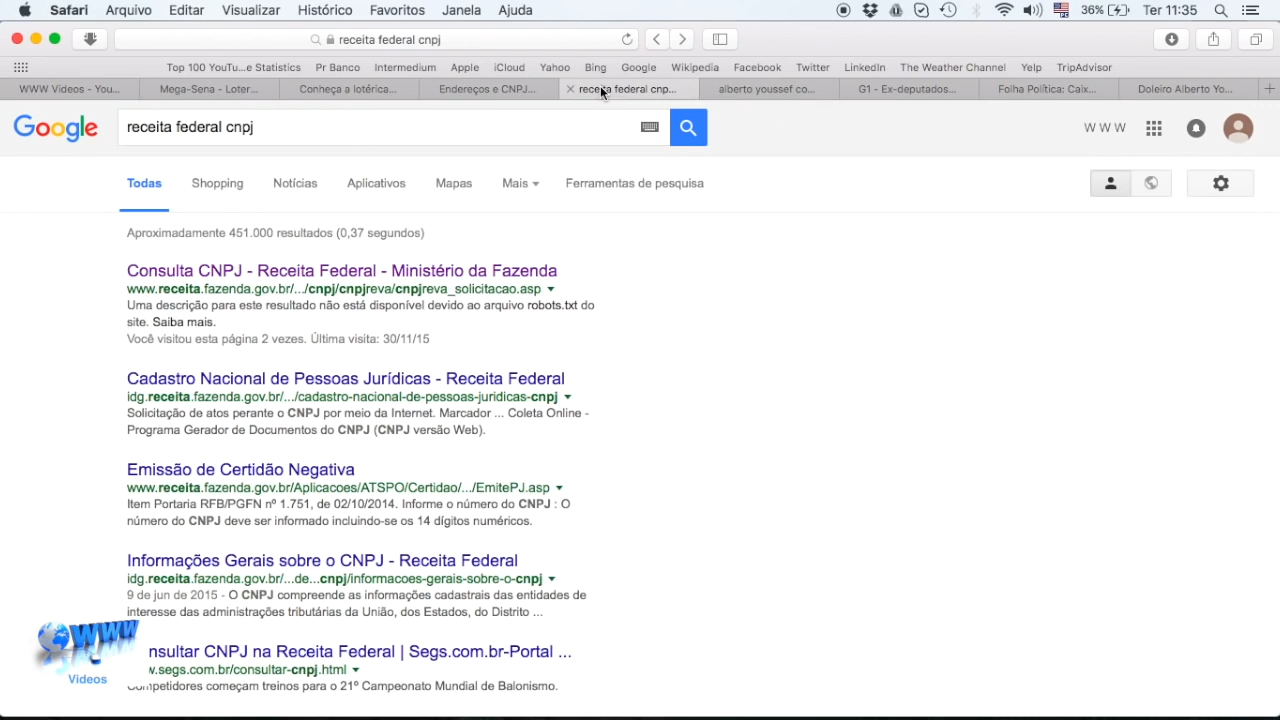 Safari Arquivo Editar Visualizar Histórico Favoritos Janela Ajuda 36% Ter 11:35
receita federal cnpj
Top 100 YouTu...e Statistics Pr Banco Intermedium Apple iCloud Yahoo Bing Google Wikipedia Facebook Twitter LinkedIn The Weather Channel Yelp TripAdvisor
WWW Videos - You... Mega-Sena - Loter... Conheça a lotéric... Endereços e CNPJ... receita federal cnp... alberto youssef co... G1 - Ex-deputados... Folha Política: Caix... Doleiro Alberto Yo...
Google receita federal cnpj W W W
Todas Shopping Notícias Aplicativos Mapas Mais Ferramentas de pesquisa
Aproximadamente 451.000 resultados (0,37 segundos)
Consulta CNPJ - Receita Federal - Ministério da Fazenda
www.receita.fazenda.gov.br/.../cnpj/cnpjreva/cnpjreva_solicitacao.asp
Uma descrição para este resultado não está disponível devido ao arquivo robots.txt do
site. Saiba mais.
Você visitou esta página 2 vezes. Última visita: 30/11/15
Cadastro Nacional de Pessoas Jurídicas - Receita Federal
idg.receita.fazenda.gov.br/.../cadastro-nacional-de-pessoas-juridicas-cnpj
Solicitação de atos perante o CNPJ por meio da Internet. Marcador ... Coleta Online -
Programa Gerador de Documentos do CNPJ (CNPJ versão Web).
Emissão de Certidão Negativa
www.receita.fazenda.gov.br/Aplicacoes/ATSPO/Certidao/.../EmitePJ.asp
Item Portaria RFB/PGFN nº 1.751, de 02/10/2014. Informe o número do CNPJ : O
número do CNPJ deve ser informado incluindo-se os 14 dígitos numéricos.
Informações Gerais sobre o CNPJ - Receita Federal
idg.receita.fazenda.gov.br/...de...cnpj/informacoes-gerais-sobre-o-cnpj
9 de jun de 2015 - O CNPJ compreende as informações cadastrais das entidades de
interesse das administrações tributárias da União, dos Estados, do Distrito ...
nsultar CNPJ na Receita Federal | Segs.com.br-Portal ...
w.segs.com.br/consultar-cnpj.html
Competidores começam treinos para o 21º Campeonato Mundial de Balonismo.
WWW
Videos